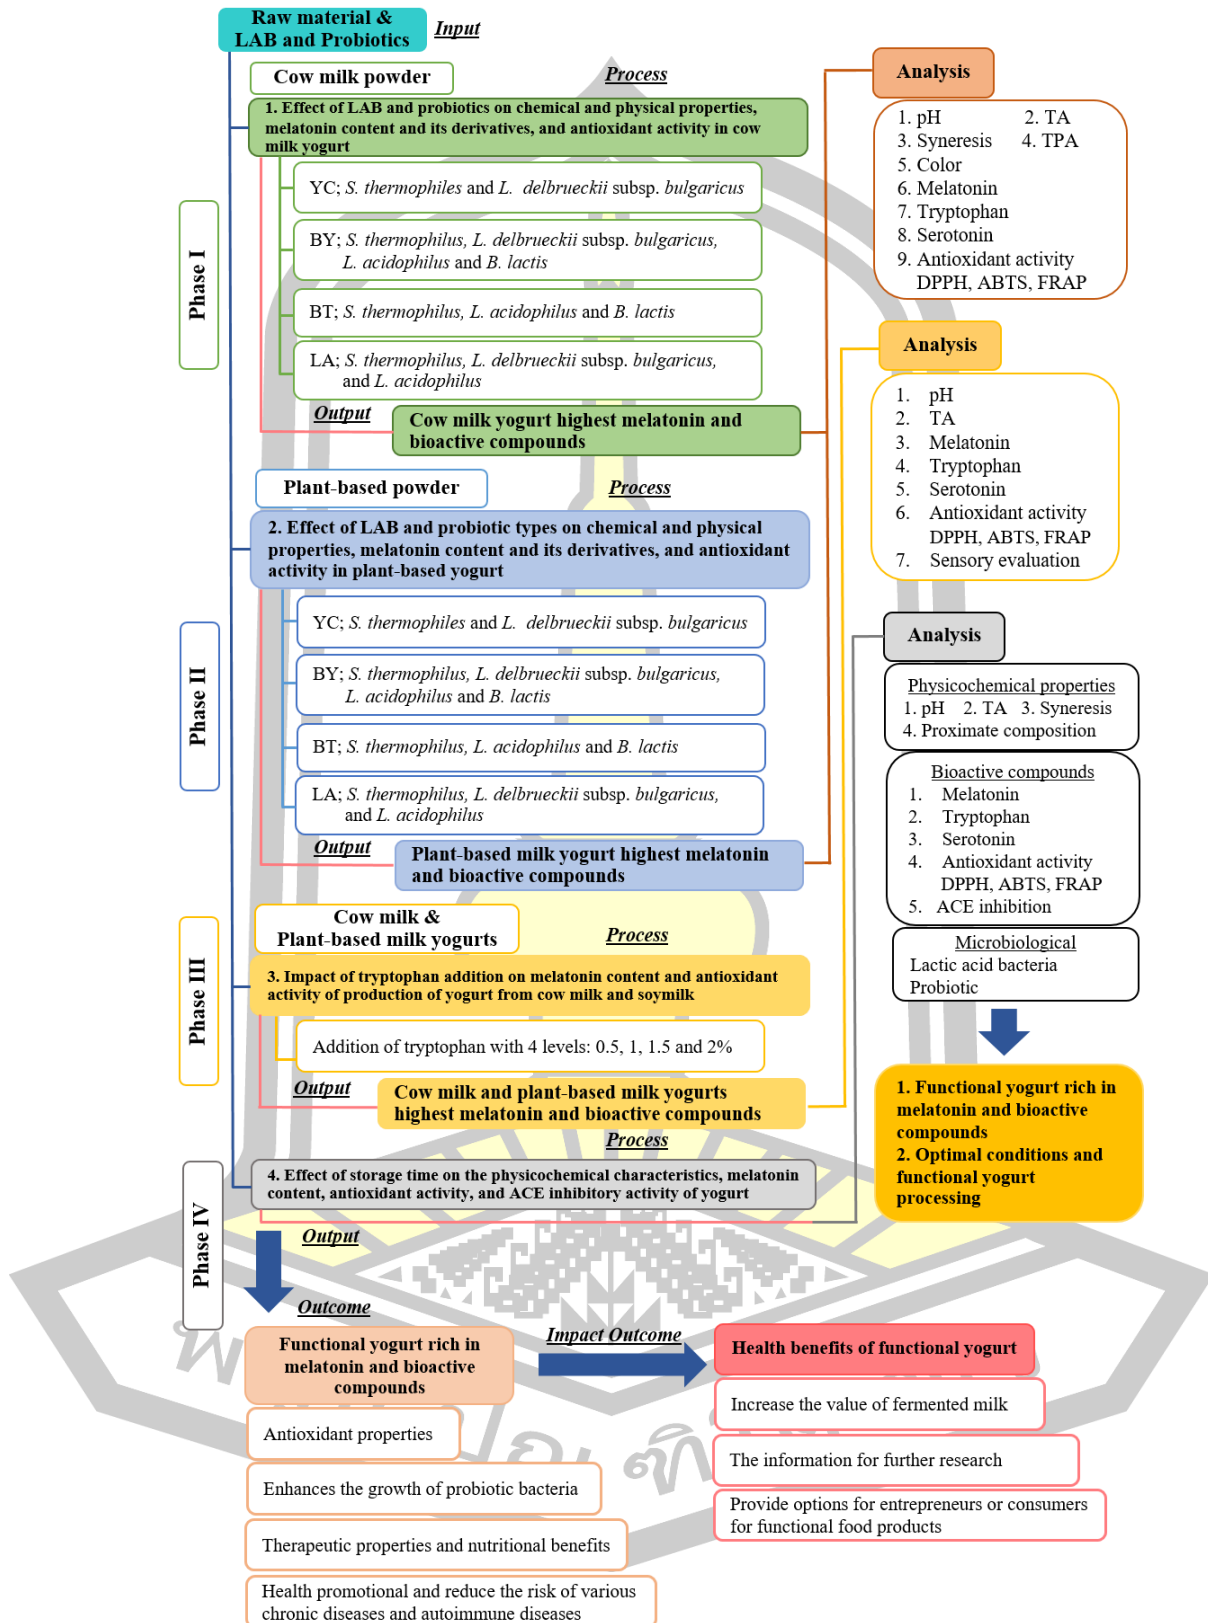 Raw material &
LAB and Probiotics
Input
Cow milk powder
Process
1. Effect of LAB and probiotics on chemical and physical properties,
melatonin content and its derivatives, and antioxidant activity in cow
milk yogurt
Phase I
YC; S. thermophiles and L. delbrueckii subsp. bulgaricus
BY; S. thermophilus, L. delbrueckii subsp. bulgaricus,
L. acidophilus and B. lactis
BT; S. thermophilus, L. acidophilus and B. lactis
LA; S. thermophilus, L. delbrueckii subsp. bulgaricus,
and L. acidophilus
Output
Cow milk yogurt highest melatonin and
bioactive compounds
Analysis
1. pH 2. TA
3. Syneresis 4. TPA
5. Color
6. Melatonin
7. Tryptophan
8. Serotonin
9. Antioxidant activity
DPPH, ABTS, FRAP
Plant-based powder
Process
2. Effect of LAB and probiotic types on chemical and physical
properties, melatonin content and its derivatives, and antioxidant
activity in plant-based yogurt
Phase II
YC; S. thermophiles and L. delbrueckii subsp. bulgaricus
BY; S. thermophilus, L. delbrueckii subsp. bulgaricus,
L. acidophilus and B. lactis
BT; S. thermophilus, L. acidophilus and B. lactis
LA; S. thermophilus, L. delbrueckii subsp. bulgaricus,
and L. acidophilus
Output
Plant-based milk yogurt highest melatonin
and bioactive compounds
Analysis
1. pH
2. TA
3. Melatonin
4. Tryptophan
5. Serotonin
6. Antioxidant activity
DPPH, ABTS, FRAP
7. Sensory evaluation
Cow milk &
Plant-based milk yogurts
Process
3. Impact of tryptophan addition on melatonin content and antioxidant
activity of production of yogurt from cow milk and soymilk
Phase III
Addition of tryptophan with 4 levels: 0.5, 1, 1.5 and 2%
Output
Cow milk and plant-based milk yogurts
highest melatonin and bioactive compounds
Analysis
Physicochemical properties
1. pH 2. TA 3. Syneresis
4. Proximate composition
Bioactive compounds
1. Melatonin
2. Tryptophan
3. Serotonin
4. Antioxidant activity
DPPH, ABTS, FRAP
5. ACE inhibition
Microbiological
Lactic acid bacteria
Probiotic
1. Functional yogurt rich in
melatonin and bioactive
compounds
2. Optimal conditions and
functional yogurt
processing
Process
4. Effect of storage time on the physicochemical characteristics, melatonin
content, antioxidant activity, and ACE inhibitory activity of yogurt
Phase IV
Output
Outcome
Functional yogurt rich in
melatonin and bioactive
compounds
Antioxidant properties
Enhances the growth of probiotic bacteria
Therapeutic properties and nutritional benefits
Health promotional and reduce the risk of various
chronic diseases and autoimmune diseases
Impact Outcome
Health benefits of functional yogurt
Increase the value of fermented milk
The information for further research
Provide options for entrepreneurs or consumers
for functional food products